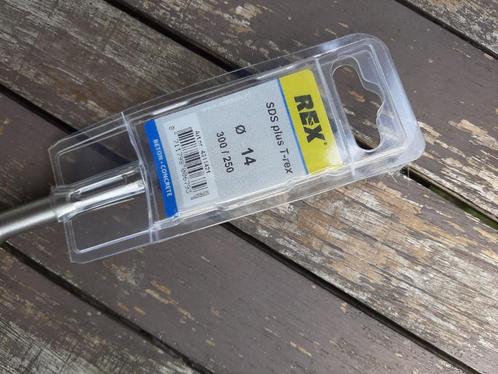 REX
SDS plus T-rex
ø 14
300 / 250
BETON - CONCRETE